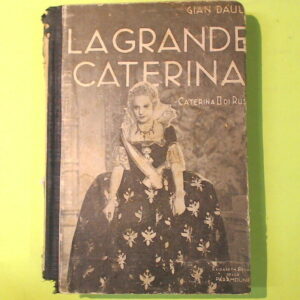 GIAN DAUL
LA GRANDE
CATERINA
CATERINA II DI RUS